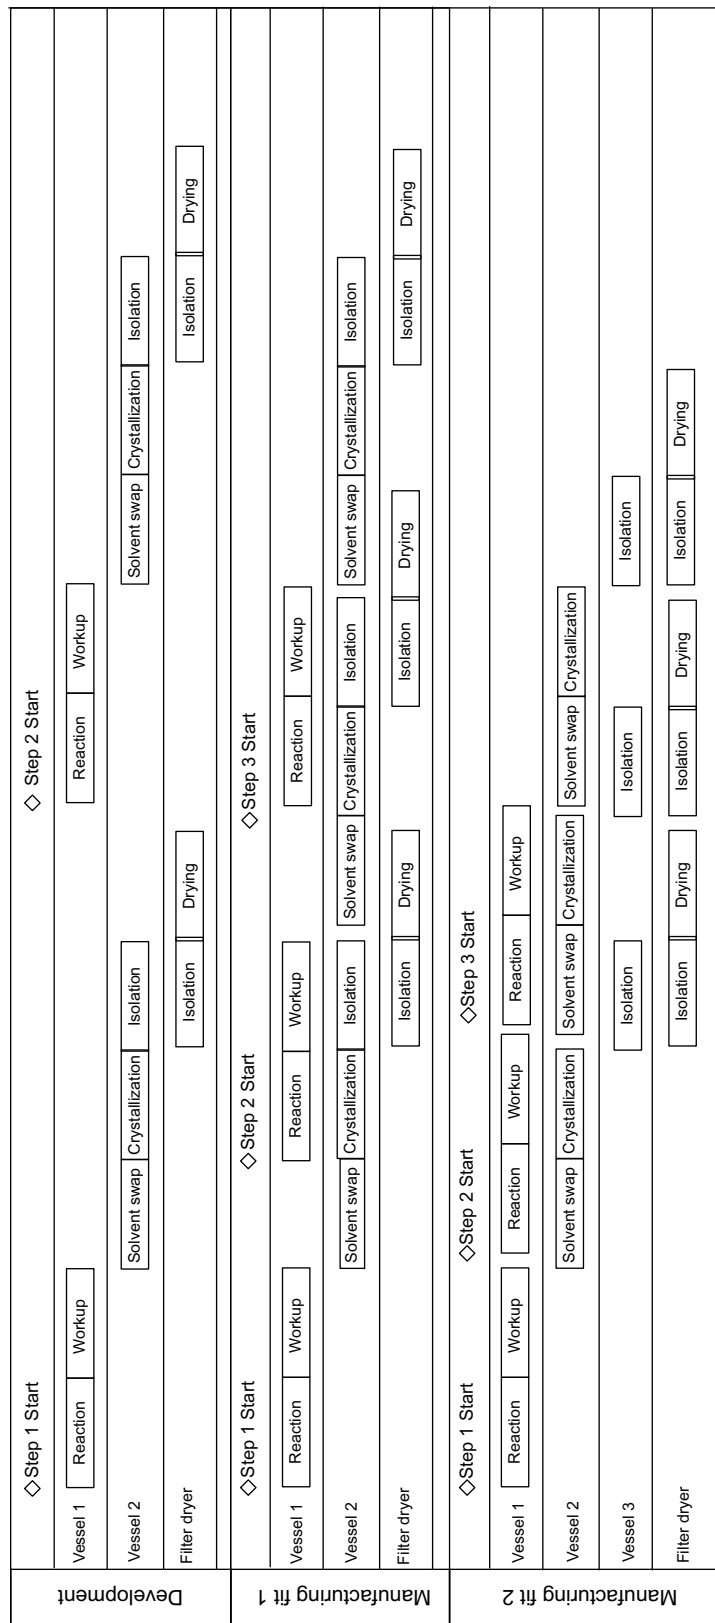 Development
◇Step 1 Start
◇ Step 2 Start
Vessel 1
Reaction
Workup
Reaction
Workup
Vessel 2
Solvent swap
Crystallization
Isolation
Solvent swap
Crystallization
Isolation
Filter dryer
Isolation
Drying
Isolation
Drying
Manufacturing fit 1
◇Step 1 Start
◇Step 2 Start
◇Step 3 Start
Vessel 1
Reaction
Workup
Reaction
Workup
Reaction
Workup
Vessel 2
Solvent swap
Crystallization
Isolation
Solvent swap
Crystallization
Isolation
Solvent swap
Crystallization
Isolation
Filter dryer
Isolation
Drying
Isolation
Drying
Isolation
Drying
Manufacturing fit 2
◇Step 1 Start
◇Step 2 Start
◇Step 3 Start
Vessel 1
Reaction
Workup
Reaction
Workup
Reaction
Workup
Vessel 2
Solvent swap
Crystallization
Solvent swap
Crystallization
Solvent swap
Crystallization
Vessel 3
Isolation
Isolation
Isolation
Filter dryer
Isolation
Drying
Isolation
Drying
Isolation
Drying